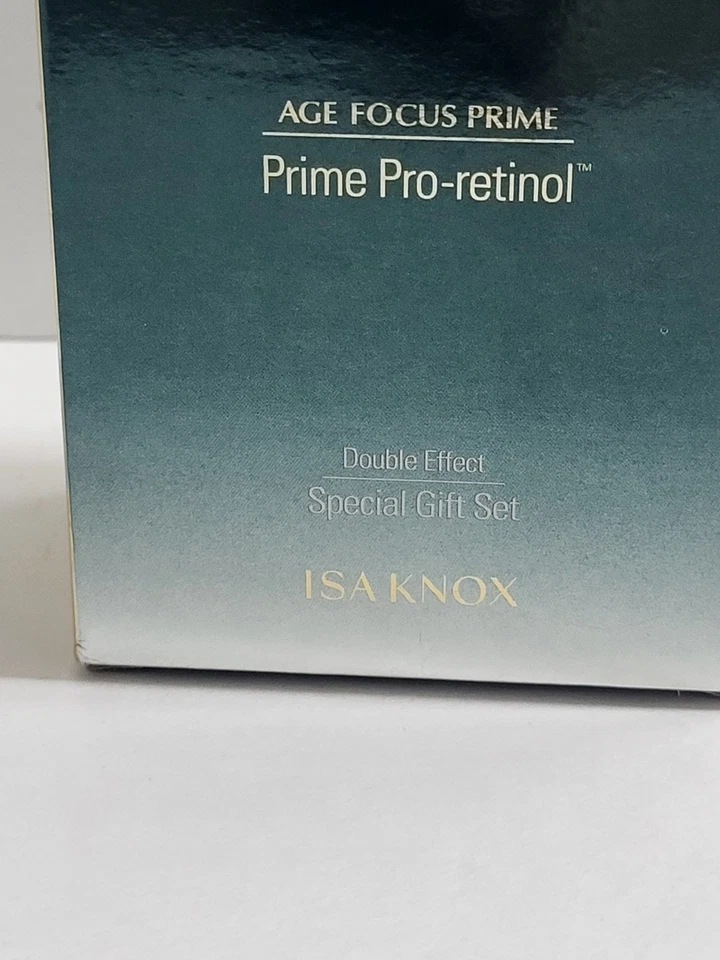 AGE FOCUS PRIME
Prime Pro-retinol™
Double Effect
Special Gift Set
ISA KNOX